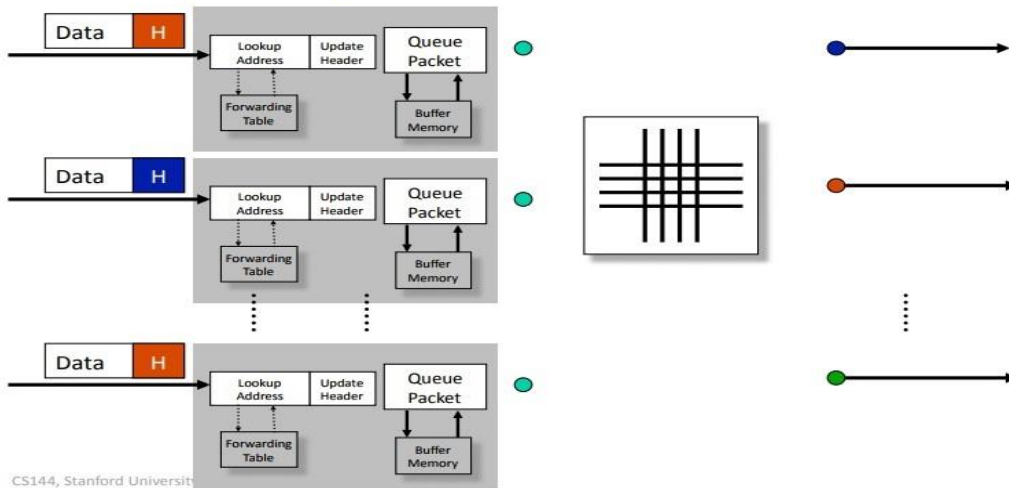 Data H
Lookup
Address
Update
Header
Queue
Packet
Forwarding
Table
Buffer
Memory
Data H
Lookup
Address
Update
Header
Queue
Packet
Forwarding
Table
Buffer
Memory
Data H
Lookup
Address
Update
Header
Queue
Packet
Forwarding
Table
Buffer
Memory
CS144, Stanford University